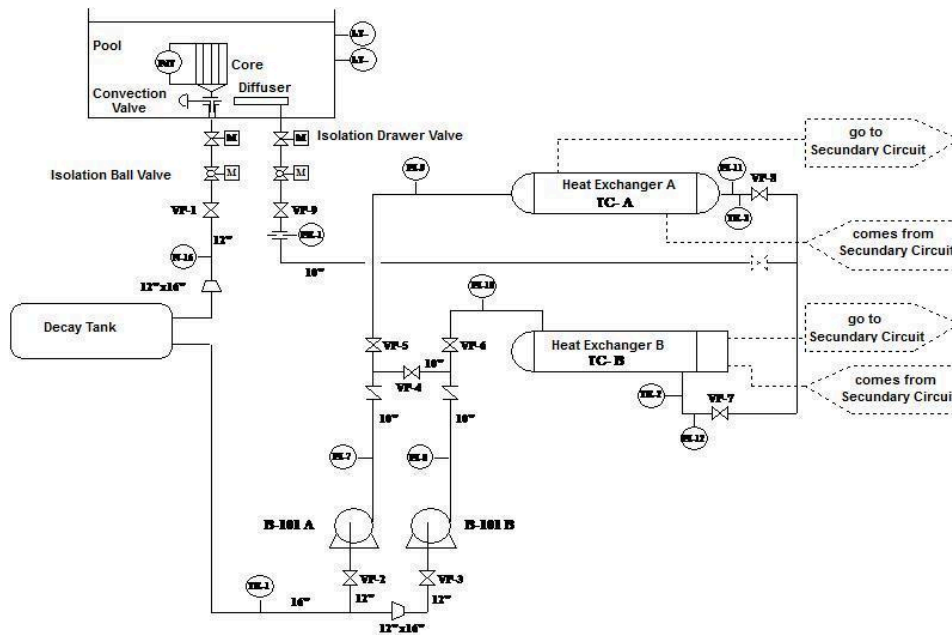 Pool
Core
Convection
Valve
Diffuser
M
M
Isolation Drawer Valve
Isolation Ball Valve
M
M
VP-1
VP-9
12"
10"
12"x16"
Decay Tank
go to
Secundary Circuit
Heat Exchanger A
TC- A
VP-8
comes from
Secundary Circuit
VP-5
VP-6
10"
VP-4
Heat Exchanger B
TC- B
go to
Secundary Circuit
comes from
Secundary Circuit
VP-7
10"
10"
B-101 A
B-101 B
VP-2
VP-3
16"
12"
12"
12"x16"